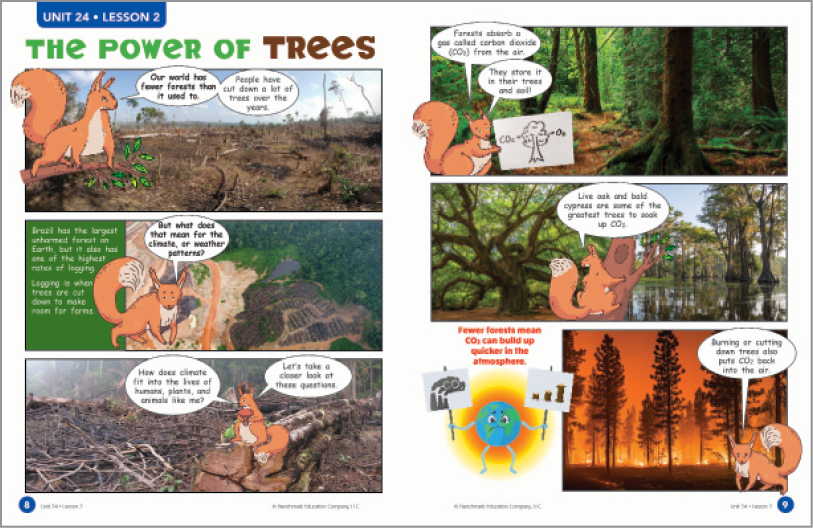 UNIT 24 • LESSON 2
THE POWER OF TREES
Our world has
fewer forests than
it used to.
People have
cut down a lot of
trees over the
years.
Brazil has the largest
unharmed forest on
Earth, but it also has
one of the highest
rates of logging.
Logging is when
trees are cut
down to make
room for farms.
But what does
that mean for the
climate, or weather
patterns?
How does climate
fit into the lives of
humans, plants, and
animals like me?
Let's take a
closer look at
these questions.
8
Unit 24 • Lesson 2
© Benchmark Education Company, LLC
Forests absorb a
gas called carbon dioxide
(CO₂) from the air.
They store it
in their trees
and soil!
CO₂
O₂
Live oak and bald
cypress are some of the
greatest trees to soak
up CO₂.
Fewer forests mean
CO₂ can build up
quicker in the
atmosphere.
Burning or cutting
down trees also
puts CO₂ back
into the air.
© Benchmark Education Company, LLC
Unit 24 • Lesson 2
9